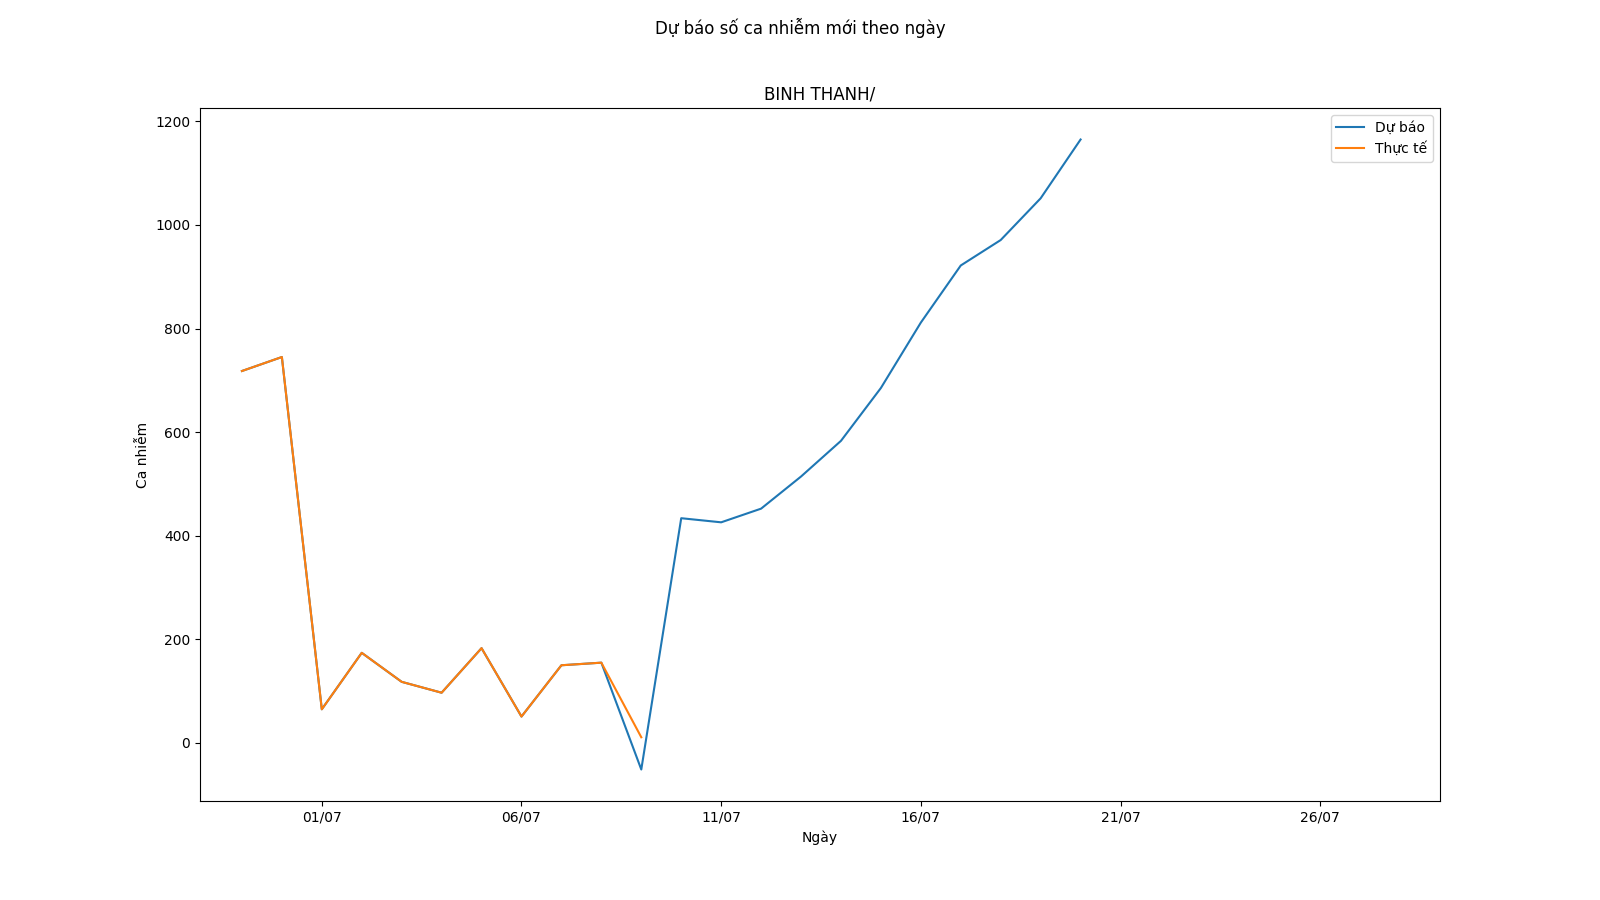 Dự báo số ca nhiễm mới theo ngày
BINH THANH/
Dự báo
Thực tế
1200
1000
800
600
400
200
0
Ca nhiễm
01/07
06/07
11/07
16/07
21/07
26/07
Ngày